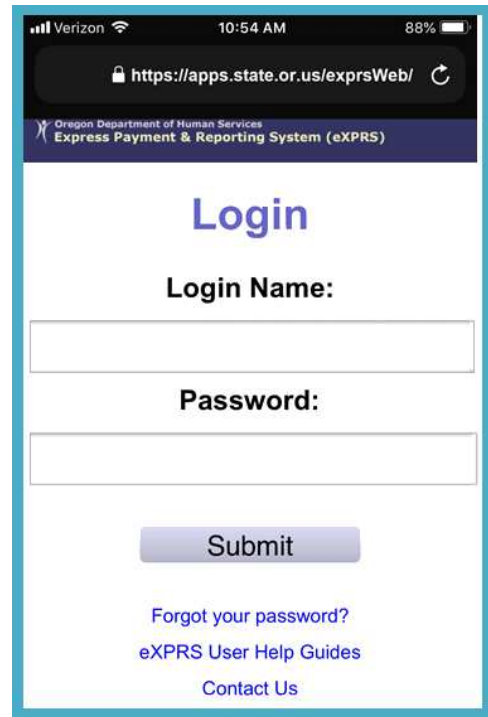 Verizon 10:54 AM 88%
https://apps.state.or.us/exprsWeb/
Oregon Department of Human Services
Express Payment & Reporting System (eXPRS)
Login
Login Name:
Password:
Submit
Forgot your password?
eXPRS User Help Guides
Contact Us